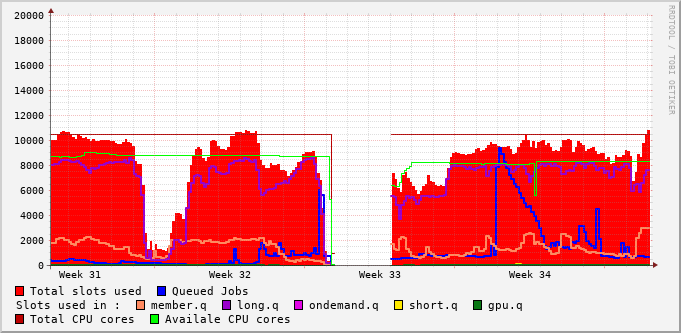 20000
18000
16000
14000
12000
10000
8000
6000
4000
2000
0
Week 31 Week 32 Week 33 Week 34
Total slots used Queued Jobs
Slots used in : member.q long.q ondemand.q short.q gpu.q
Total CPU cores Availale CPU cores
RRDTOOL / TOBI OETIKER